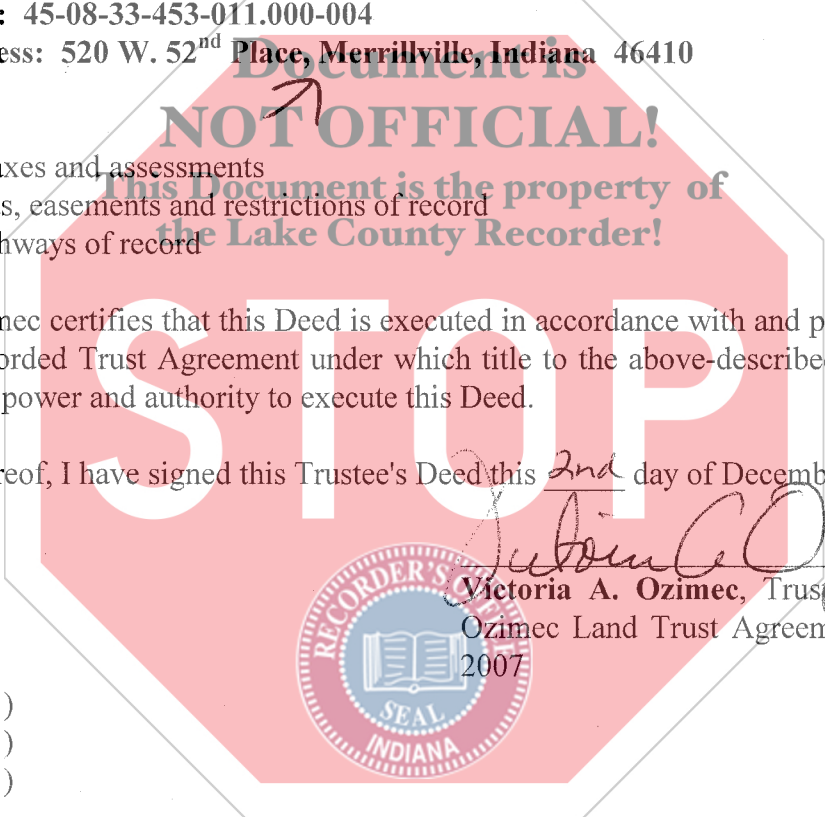 : 45-08-33-453-011.000-004
ess: 520 W. 52nd Place, Merrillville, Indiana 46410
Document is
NOT OFFICIAL!
axes and assessments
This Document is the property of
s, easements and restrictions of record
the Lake County Recorder!
hways of record
STOP
mec certifies that this Deed is executed in accordance with and p
orded Trust Agreement under which title to the above-describe
power and authority to execute this Deed.
reof, I have signed this Trustee's Deed this 2nd day of Decemb
Victoria A. Ozimec, Trus
Ozimec Land Trust Agreem
2007
RECORDER'S OFFICE
SEAL
INDIANA
)
)
)